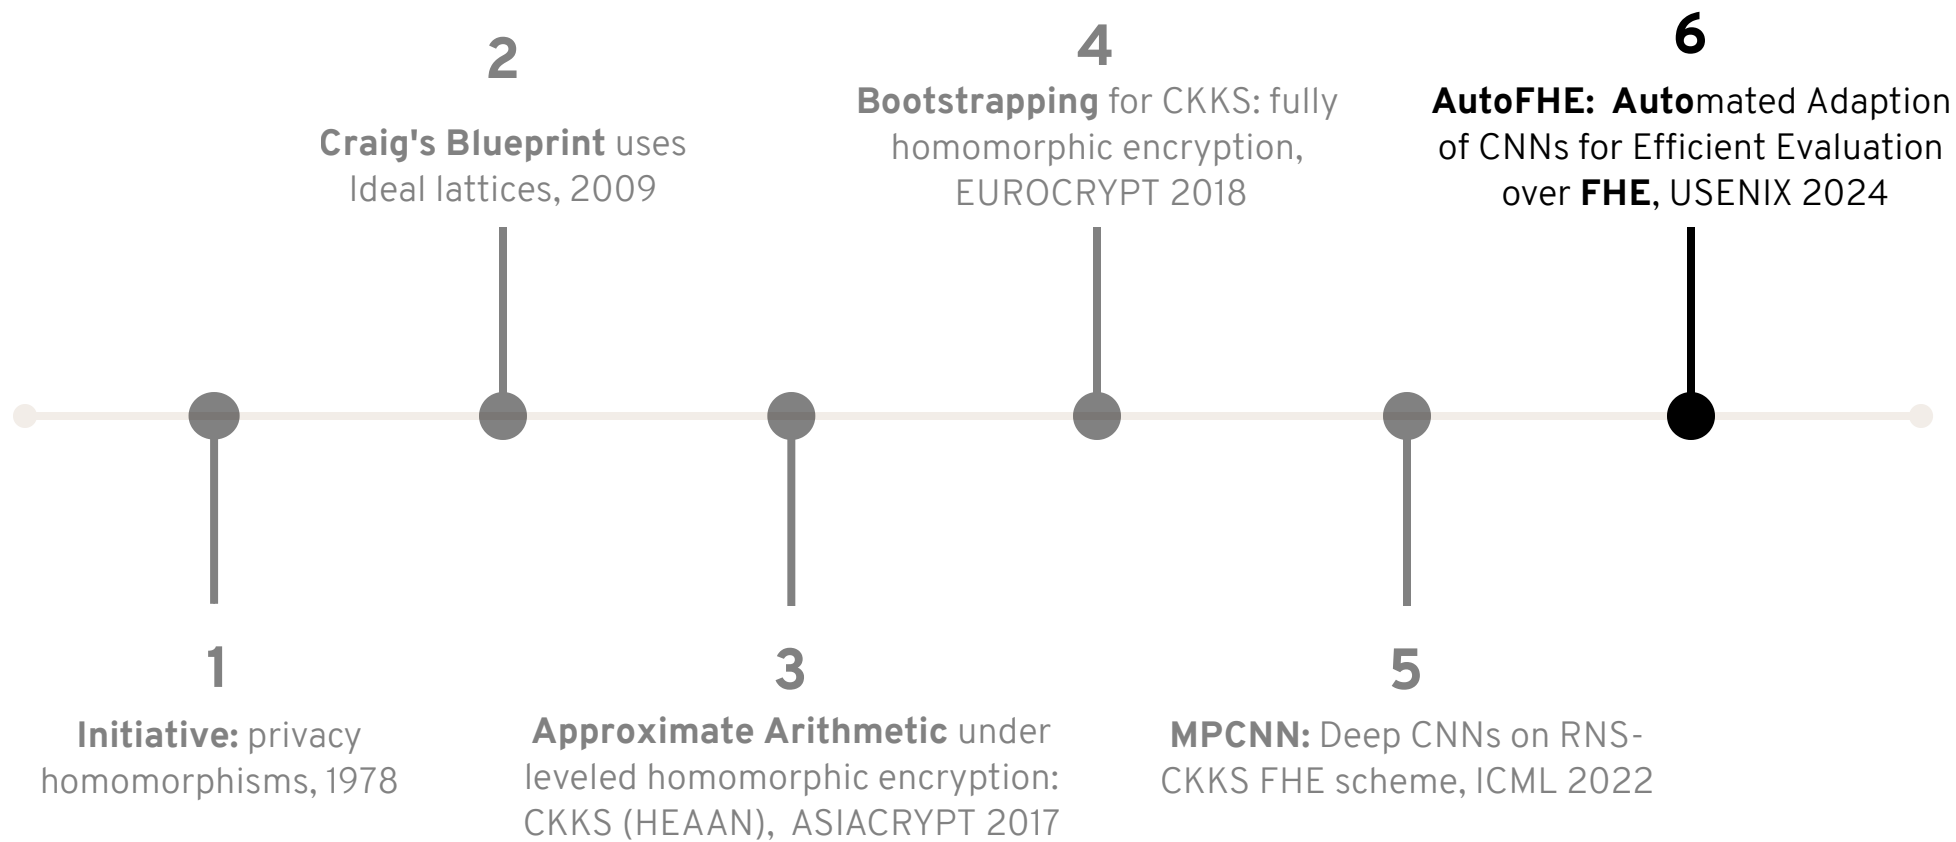 1
Initiative: privacy
homomorphisms, 1978
2
Craig's Blueprint uses
Ideal lattices, 2009
3
Approximate Arithmetic under
leveled homomorphic encryption:
CKKS (HEAAN), ASIACRYPT 2017
4
Bootstrapping for CKKS: fully
homomorphic encryption,
EUROCRYPT 2018
5
MPCNN: Deep CNNs on RNS-
CKKS FHE scheme, ICML 2022
6
AutoFHE: Automated Adaption
of CNNs for Efficient Evaluation
over FHE, USENIX 2024